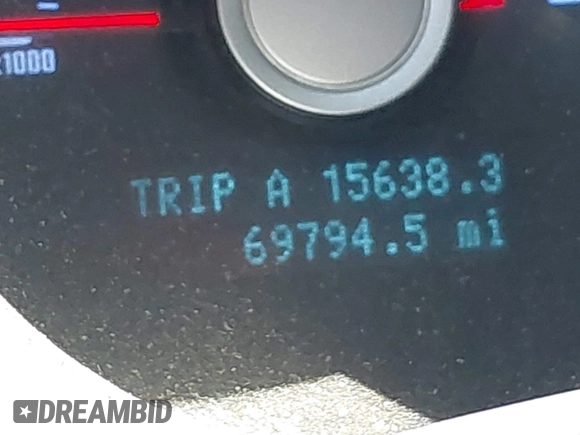 x1000
TRIP A 15638.3
69794.5 mi
DREAMBID